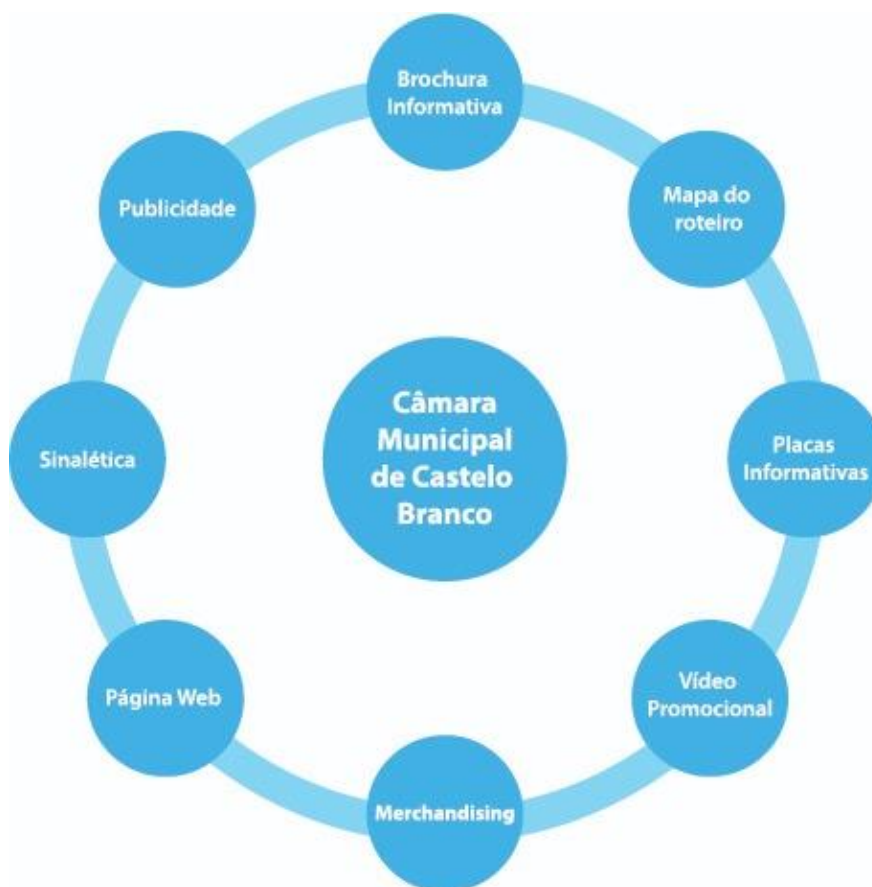 Brochura
Informativa
Mapa do
roteiro
Publicidade
Câmara
Municipal
de Castelo
Branco
Placas
Informativas
Sinalética
Vídeo
Promocional
Página Web
Merchandising